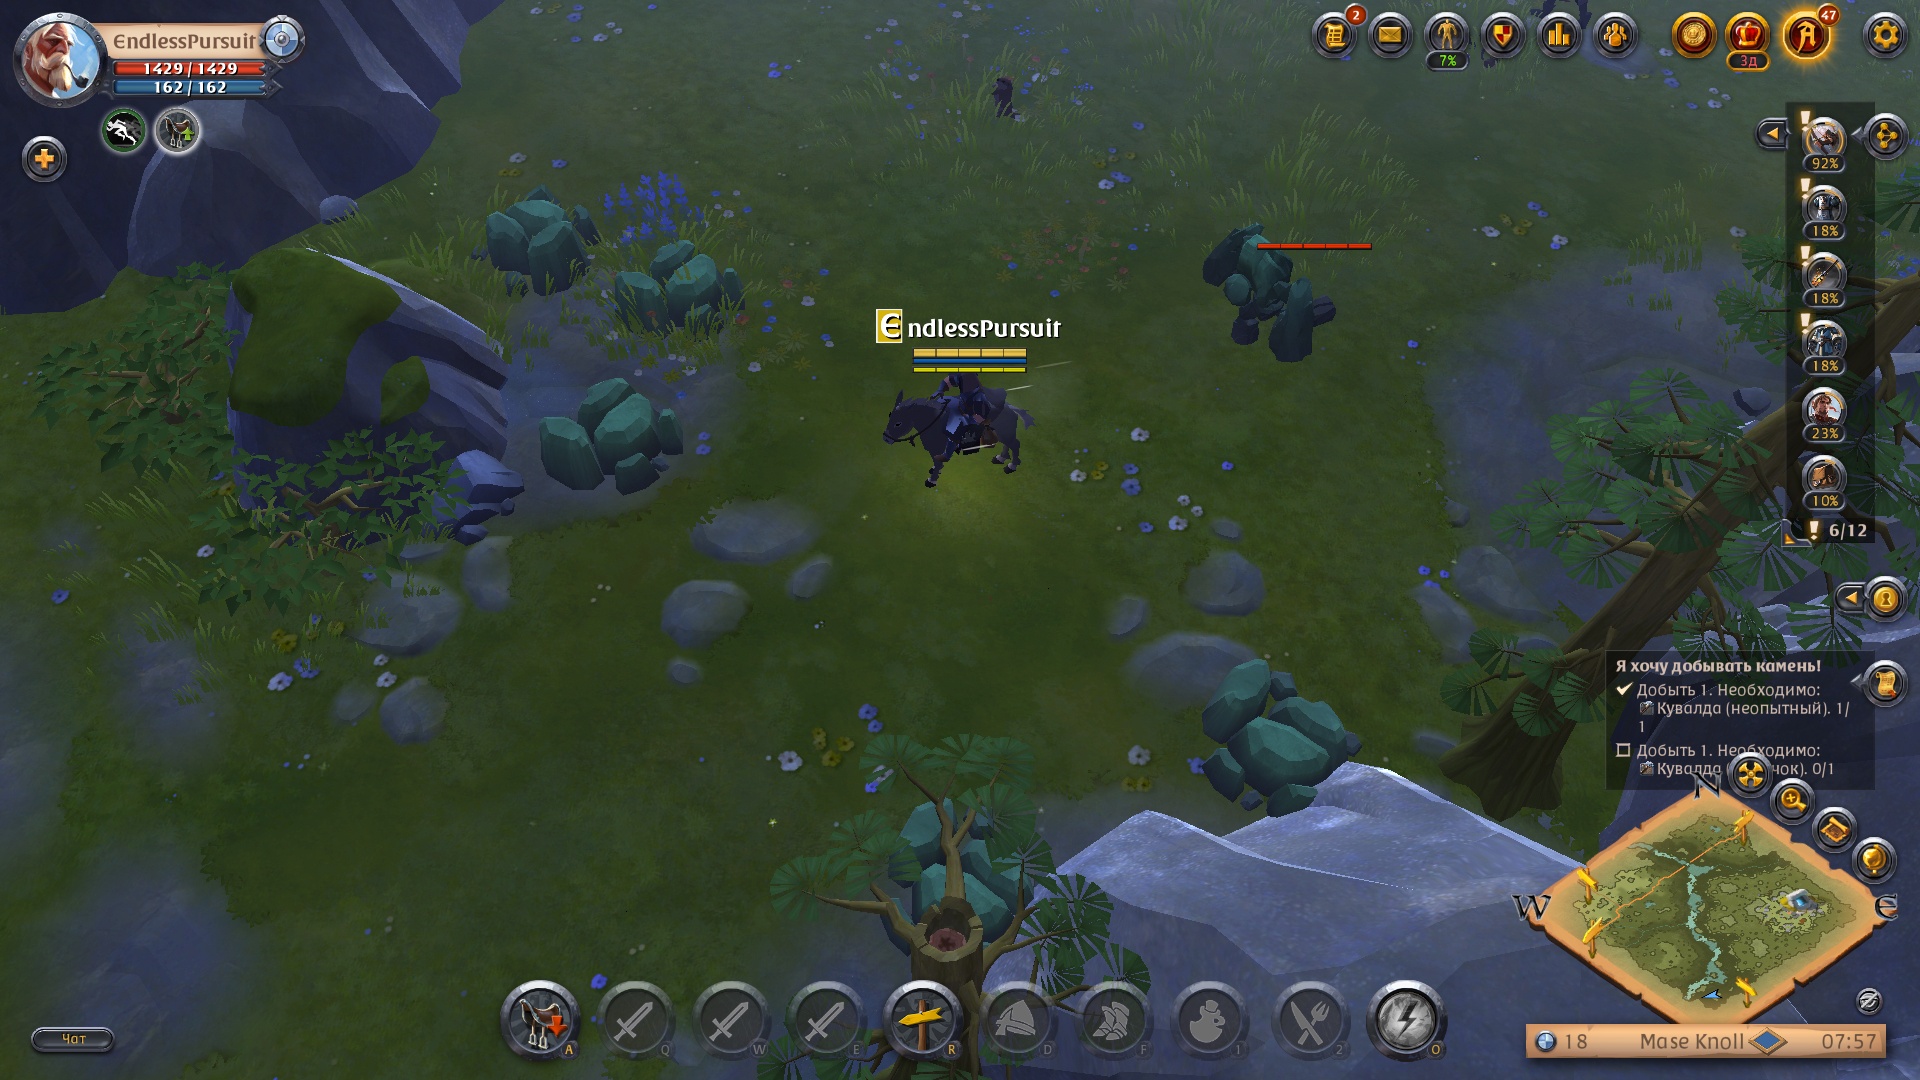 EndlessPursuit
1429 / 1429
162 / 162
2
7%
3д
47
92%
18%
18%
18%
23%
10%
6/12
EndlessPursuit
Я хочу добывать камень!
Добыть 1. Необходимо:
Кувалда (неопытный). 1/
1
Добыть 1. Необходимо:
Кувалда
чок). 0/1
N
W
E
A
Q
W
E
R
D
F
1
2
O
Чат
18
Mase Knoll
07:57